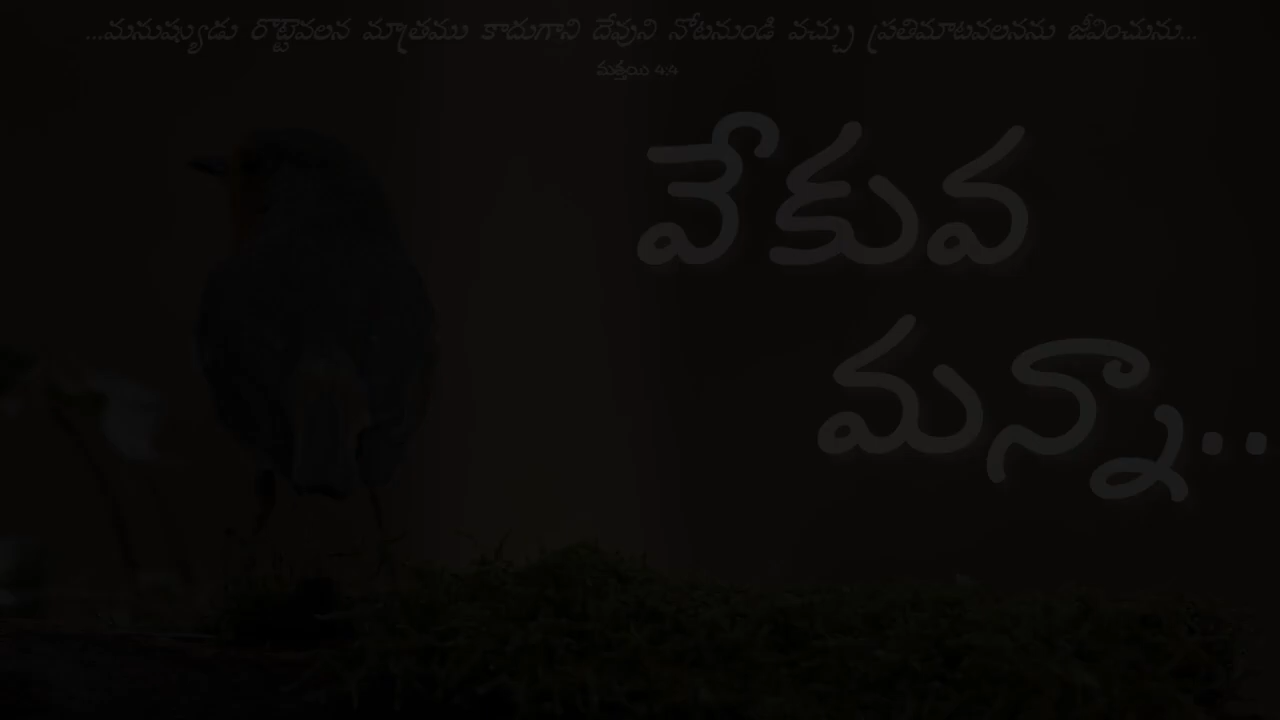 ...మనుష్యుడు రొట్టెవలన మాత్రము కాదుగాని దేవుని నోటనుండి వచ్చు ప్రతిమాటవలనను జీవించును...
మత్తయి 4:4
వేకువ
మన్నా..